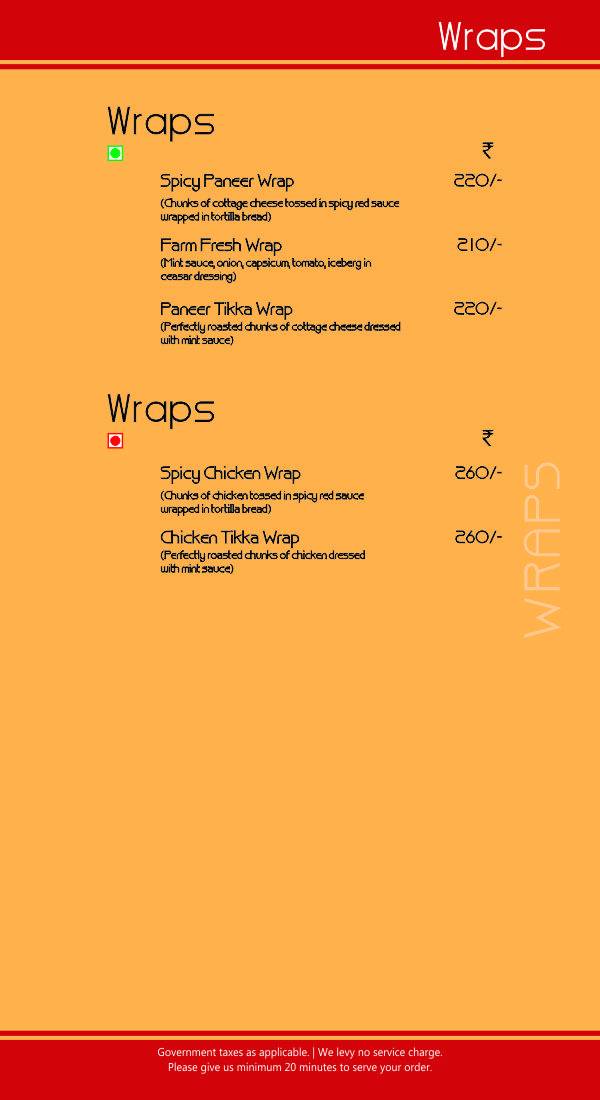 Wraps
Wraps
₹
Spicy Paneer Wrap 220/-
(Chunks of cottage cheese tossed in spicy red sauce
wrapped in tortilla bread)
Farm Fresh Wrap 210/-
(Mint sauce, onion, capsicum, tomato, iceberg in
ceasar dressing)
Paneer Tikka Wrap 220/-
(Perfectly roasted chunks of cottage cheese dressed
with mint sauce)
Wraps
₹
Spicy Chicken Wrap 260/-
(Chunks of chicken tossed in spicy red sauce
wrapped in tortilla bread)
Chicken Tikka Wrap 260/-
(Perfectly roasted chunks of chicken dressed
with mint sauce)
WRAPS
Government taxes as applicable. | We levy no service charge.
Please give us minimum 20 minutes to serve your order.